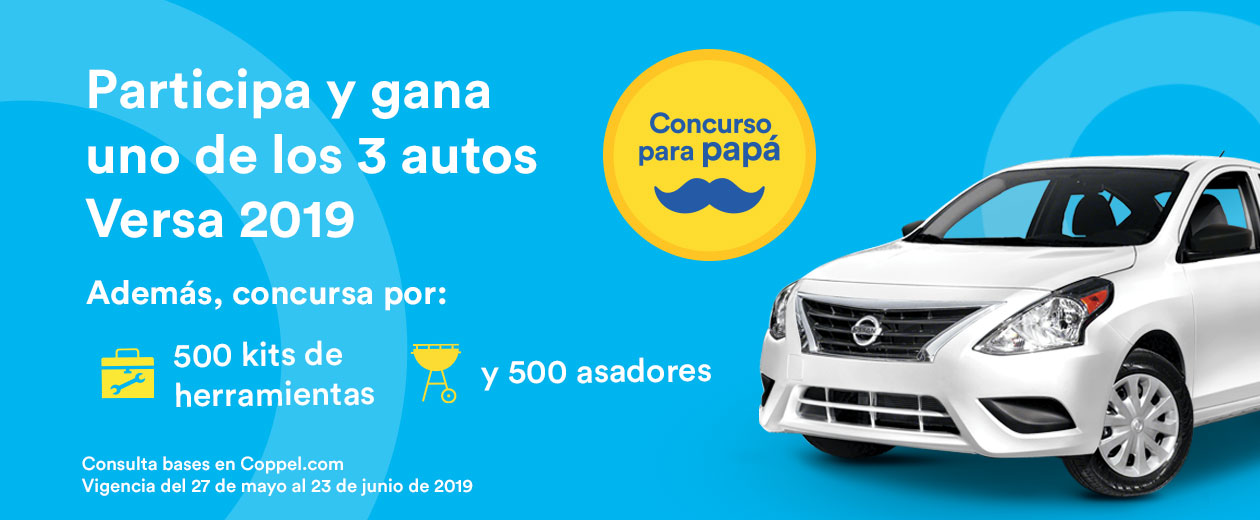 Participa y gana
uno de los 3 autos
Versa 2019
Concurso
para papá
Además, concursa por:
500 kits de
herramientas
y 500 asadores
NISSAN
Consulta bases en Coppel.com
Vigencia del 27 de mayo al 23 de junio de 2019